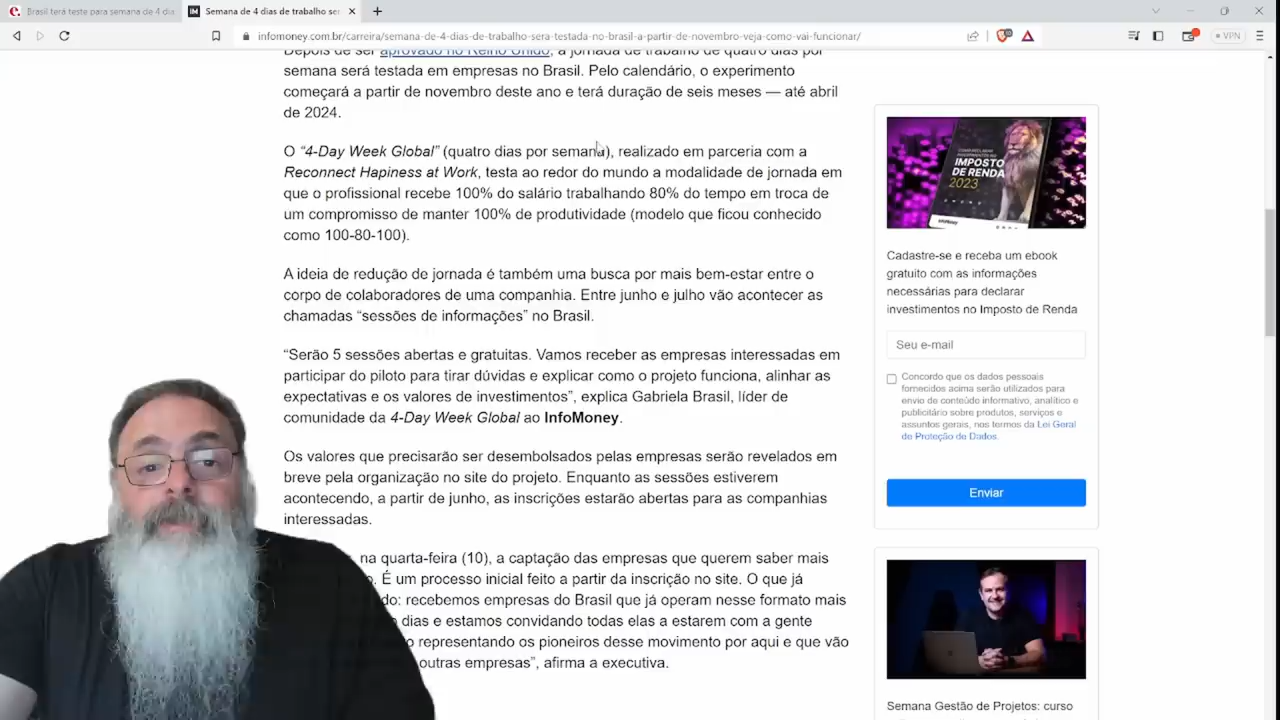 Brasil terá teste para semana de 4 dia
Semana de 4 dias de trabalho ser
infomoney.com.br/carreira/semana-de-4-dias-de-trabalho-sera-testada-no-brasil-a-partir-de-novembro-veja-como-vai-funcionar/
VPN
Depois de ser aprovado no Reino Unido, a jornada de trabalho de quatro dias por
semana será testada em empresas no Brasil. Pelo calendário, o experimento
começará a partir de novembro deste ano e terá duração de seis meses — até abril
de 2024.
O “4-Day Week Global” (quatro dias por semana), realizado em parceria com a
Reconnect Hapiness at Work, testa ao redor do mundo a modalidade de jornada em
que o profissional recebe 100% do salário trabalhando 80% do tempo em troca de
um compromisso de manter 100% de produtividade (modelo que ficou conhecido
como 100-80-100).
A ideia de redução de jornada é também uma busca por mais bem-estar entre o
corpo de colaboradores de uma companhia. Entre junho e julho vão acontecer as
chamadas “sessões de informações” no Brasil.
“Serão 5 sessões abertas e gratuitas. Vamos receber as empresas interessadas em
participar do piloto para tirar dúvidas e explicar como o projeto funciona, alinhar as
expectativas e os valores de investimentos”, explica Gabriela Brasil, líder de
comunidade da 4-Day Week Global ao InfoMoney.
Os valores que precisarão ser desembolsados pelas empresas serão revelados em
breve pela organização no site do projeto. Enquanto as sessões estiverem
acontecendo, a partir de junho, as inscrições estarão abertas para as companhias
interessadas.
na quarta-feira (10), a captação das empresas que querem saber mais
É um processo inicial feito a partir da inscrição no site. O que já
do: recebemos empresas do Brasil que já operam nesse formato mais
dias e estamos convidando todas elas a estarem com a gente
representando os pioneiros desse movimento por aqui e que vão
outras empresas”, afirma a executiva.
IMPOSTO
DE RENDA
2023
InfoMoney
Cadastre-se e receba um ebook
gratuito com as informações
necessárias para declarar
investimentos no Imposto de Renda
Seu e-mail
Concordo que os dados pessoais
fornecidos acima serão utilizados para
envio de conteúdo informativo, analítico e
publicitário sobre produtos, serviços e
assuntos gerais, nos termos da Lei Geral
de Proteção de Dados.
Enviar
Semana Gestão de Projetos: curso